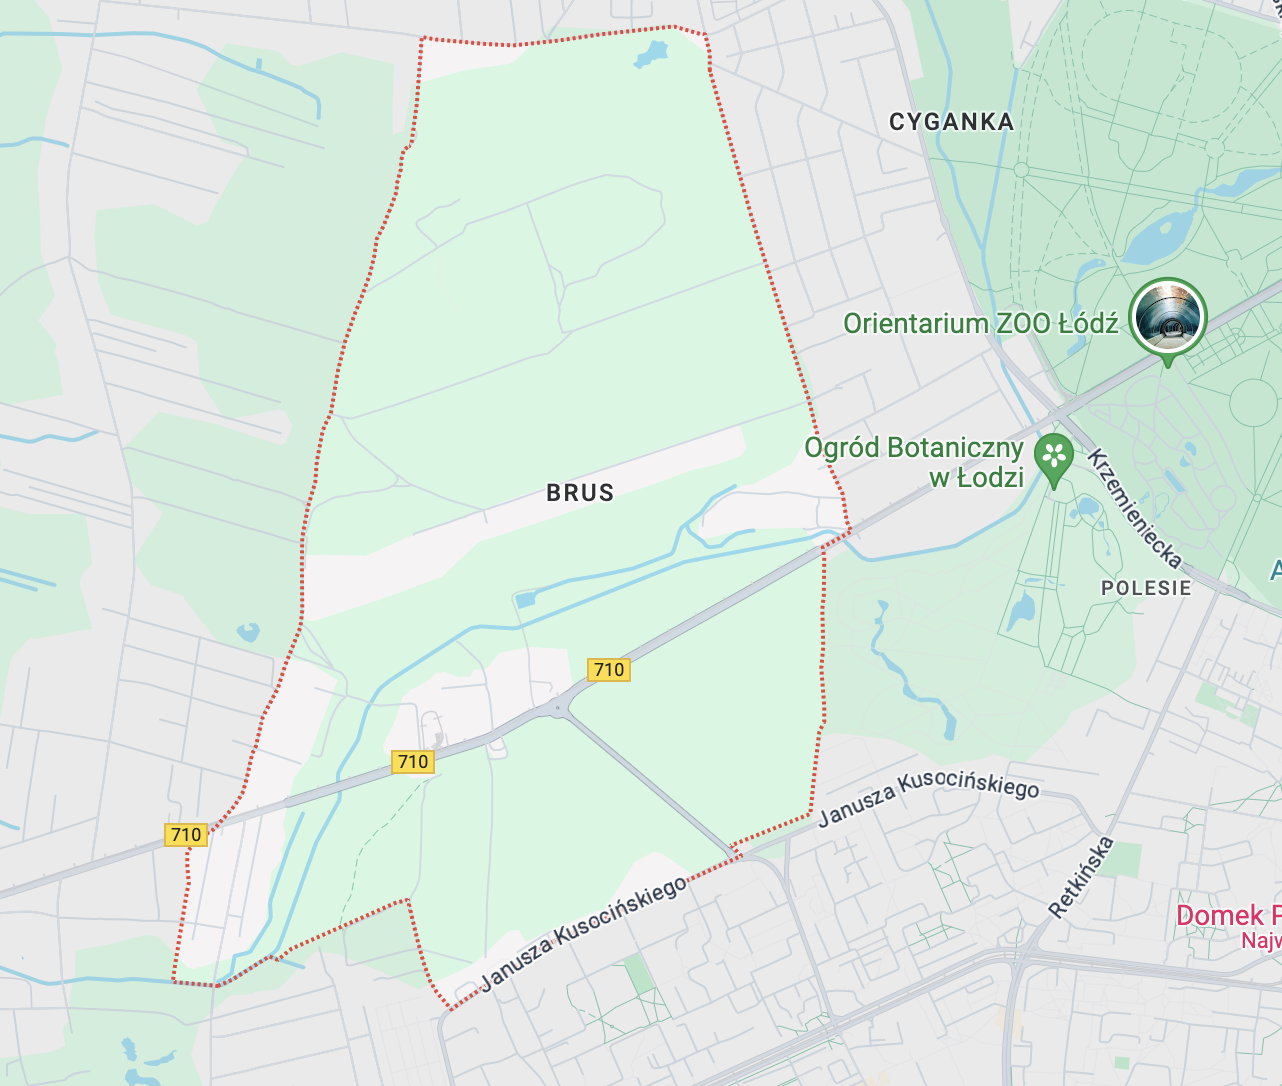 CYGANKA
Orientarium ZOO Łódź
Ogród Botaniczny
w Łodzi
Krzemieniecka
BRUS
POLESIE
710
710
Janusza Kusocińskiego
710
Retkińska
Janusza Kusocińskiego
Domek P
Najw
A